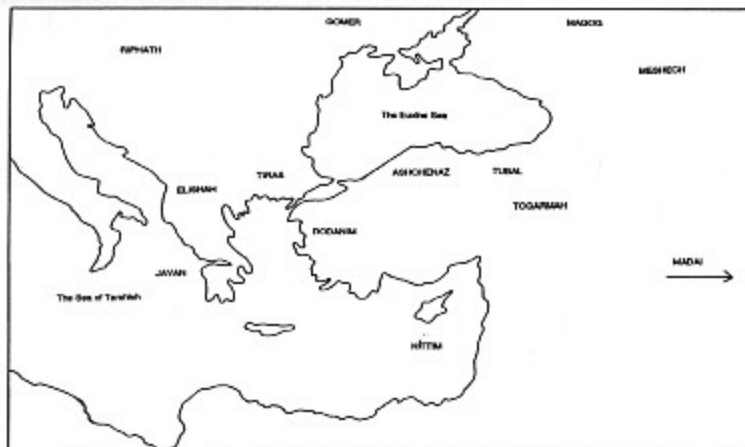 GOMER
MAGOG
RIPHATH
MESHECH
The Euxine Sea
TIRAS
ASHCHENAZ
TUBAL
ELISHAH
TOGARMAH
DODANIM
JAVAN
MADAI
The Sea of Tarshish
KITTIM